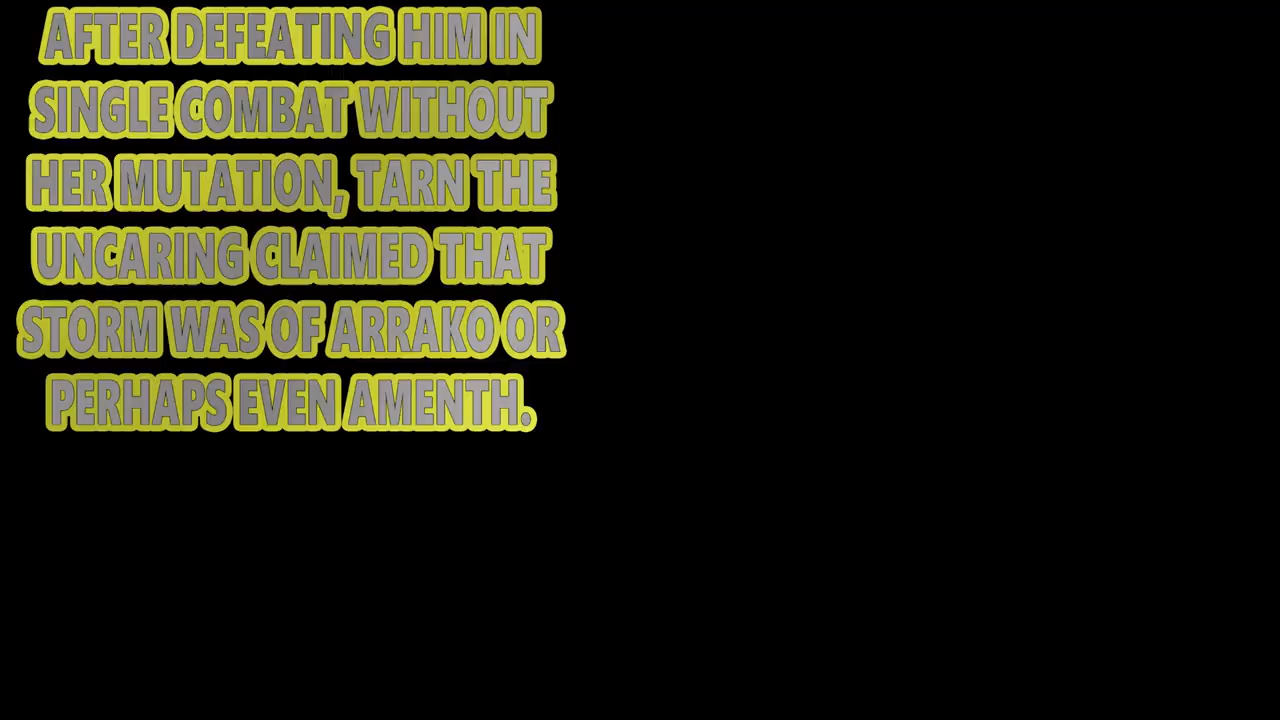 AFTER DEFEATING HIM IN
SINGLE COMBAT WITHOUT
HER MUTATION, TARN THE
UNCARING CLAIMED THAT
STORM WAS OF ARRAKO OR
PERHAPS EVEN AMENTH.